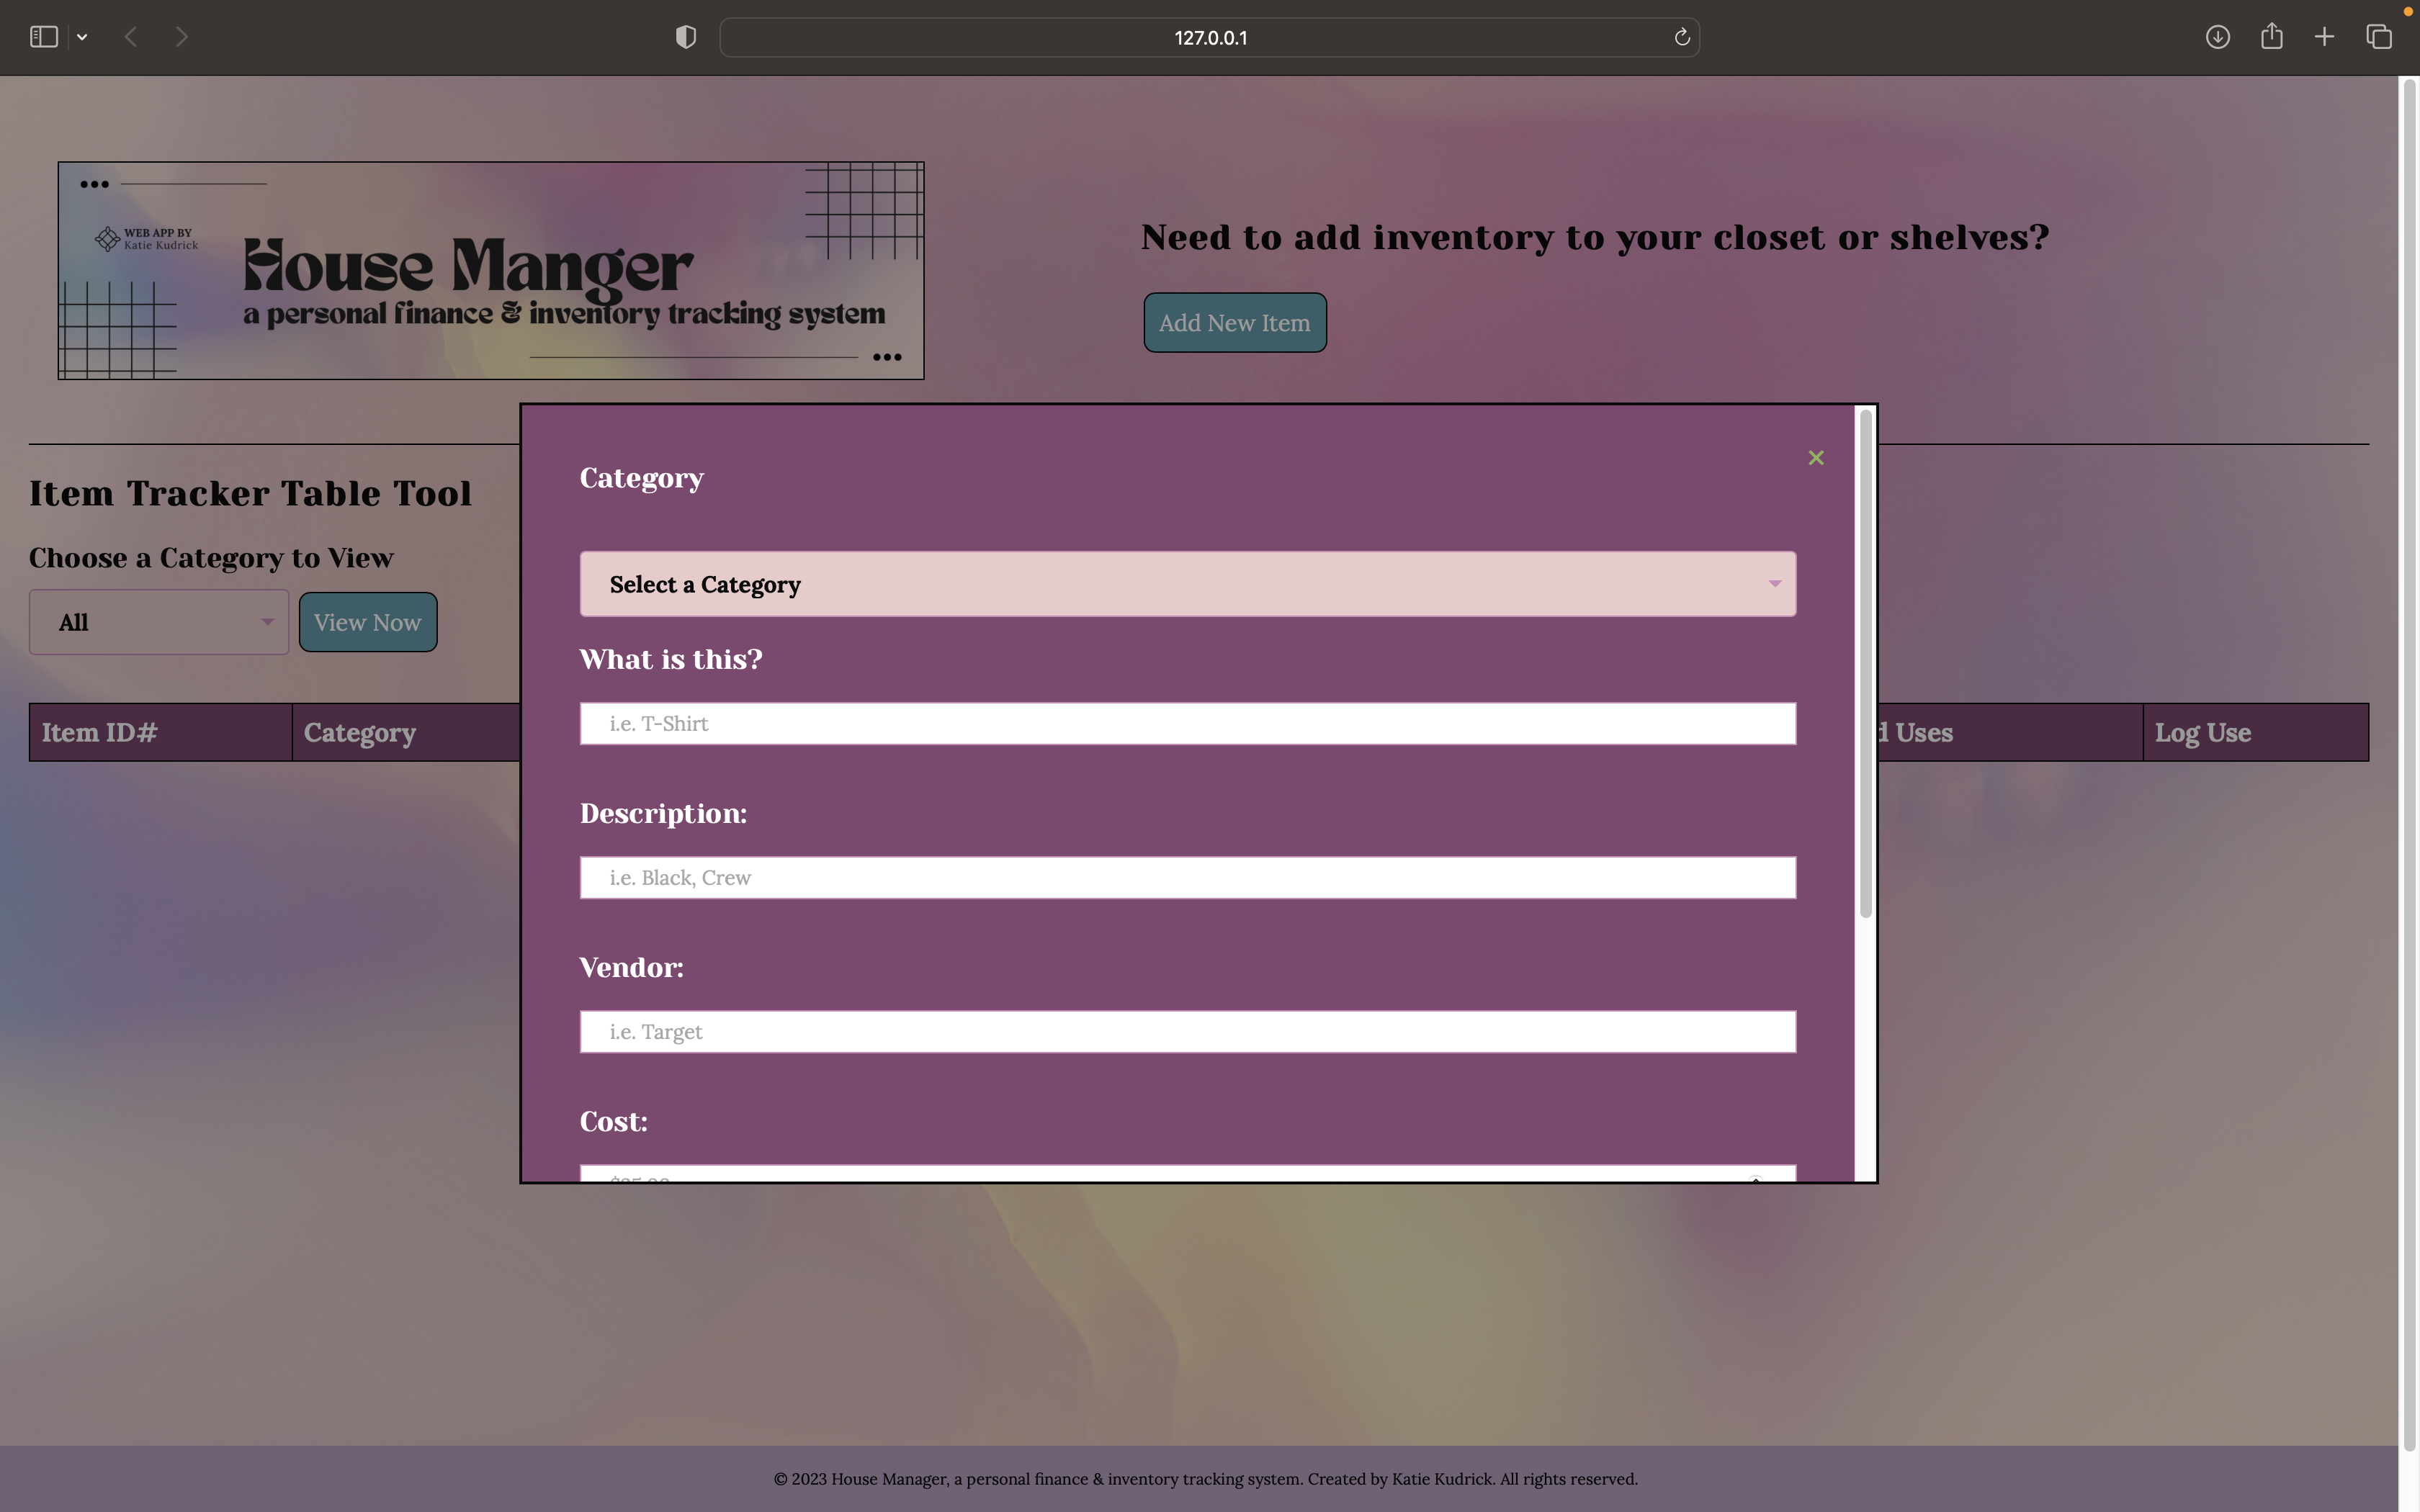 127.0.0.1
WEB APP BY
Katie Kudrick
House Manger
a personal finance & inventory tracking system
Need to add inventory to your closet or shelves?
Add New Item
Item Tracker Table Tool
Choose a Category to View
All
View Now
Item ID#
Category
Uses
Log Use
Category
×
Select a Category
What is this?
i.e. T-Shirt
Description:
i.e. Black, Crew
Vendor:
i.e. Target
Cost:
© 2023 House Manager, a personal finance & inventory tracking system. Created by Katie Kudrick. All rights reserved.